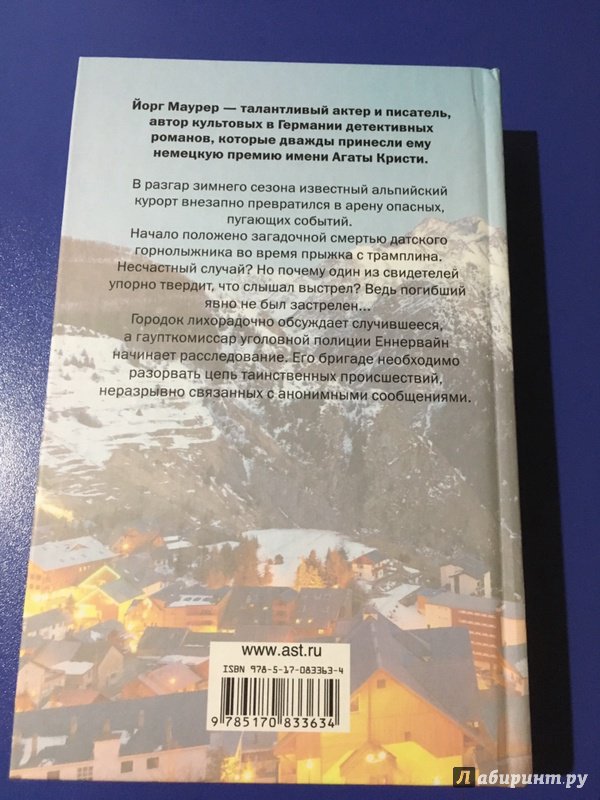 Йорг Маурер — талантливый актер и писатель,
автор культовых в Германии детективных
романов, которые дважды принесли ему
немецкую премию имени Агаты Кристи.
В разгар зимнего сезона известный альпийский
курорт внезапно превратился в арену опасных,
пугающих событий.
Начало положено загадочной смертью датского
горнолыжника во время прыжка с трамплина.
Несчастный случай? Но почему один из свидетелей
упорно твердит, что слышал выстрел? Ведь погибший
явно не был застрелен...
Городок лихорадочно обсуждает случившееся,
а гаупткомиссар уголовной полиции Еннервайн
начинает расследование. Его бригаде необходимо
разорвать цепь таинственных происшествий,
неразрывно связанных с анонимными сообщениями.
www.ast.ru
ISBN 978-5-17-083363-4
9 785170 833634
Лабиринт.ру